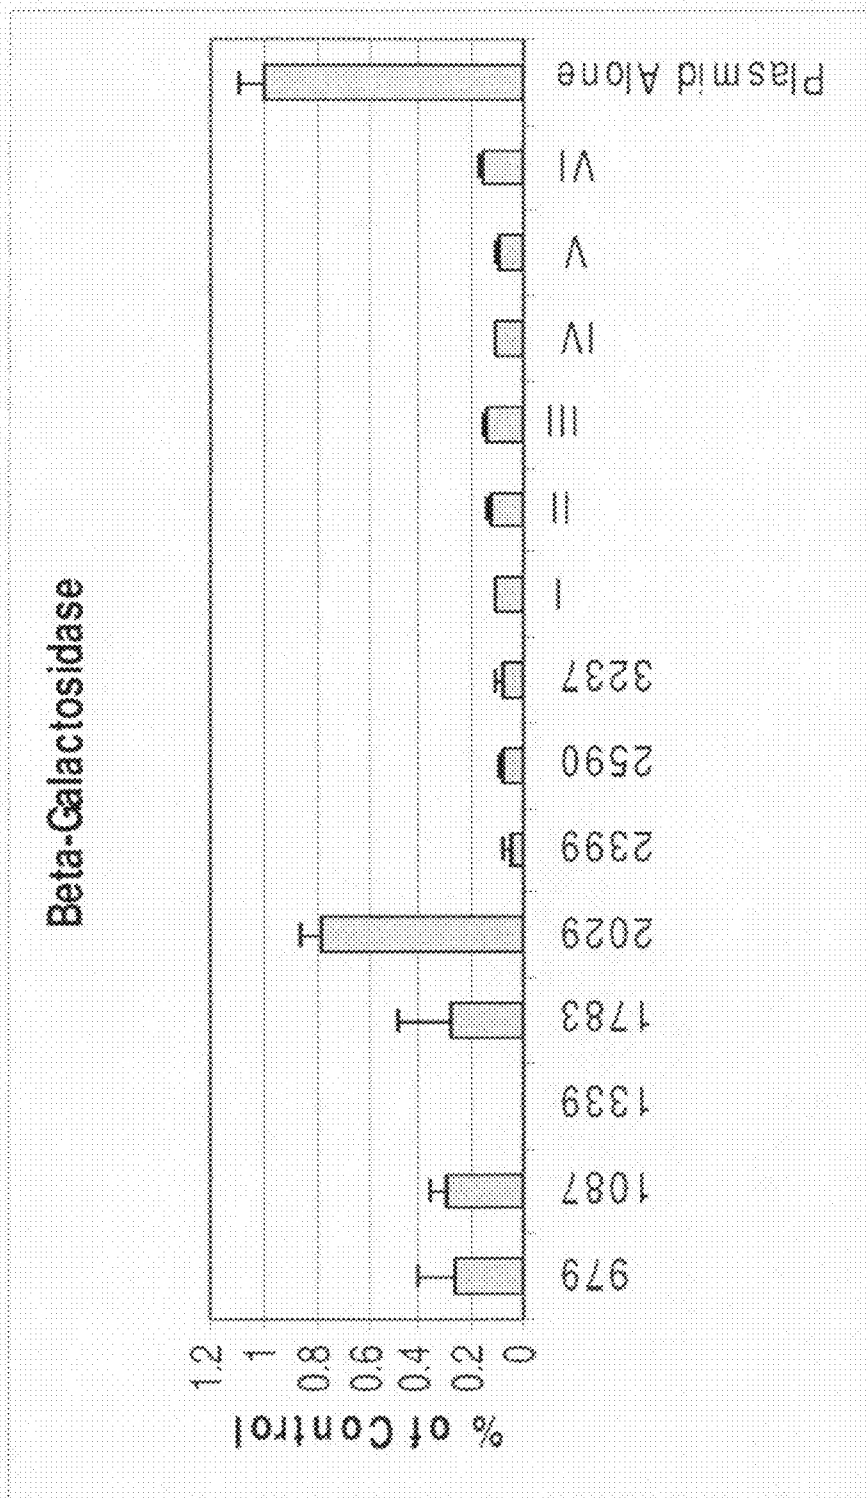 Beta-Galactosidase
% of Control
1.2
1
0.8
0.6
0.4
0.2
0
979
1087
1339
1783
2029
2399
2590
3237
I
II
III
IV
V
VI
Plasmid Alone